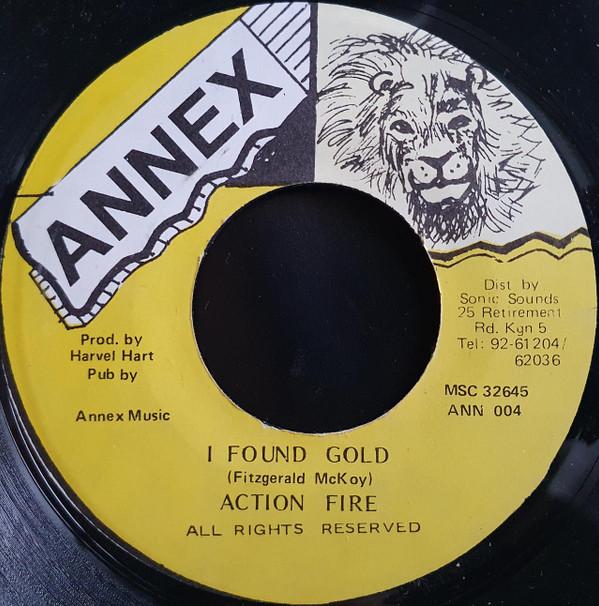 ANNEX
Prod. by
Harvel Hart
Pub by
Annex Music
Dist by
Sonic Sounds
25 Retirement
Rd. Kgn 5
Tel: 92-61204/
62036
MSC 32645
ANN 004
I FOUND GOLD
(Fitzgerald McKoy)
ACTION FIRE
ALL RIGHTS RESERVED